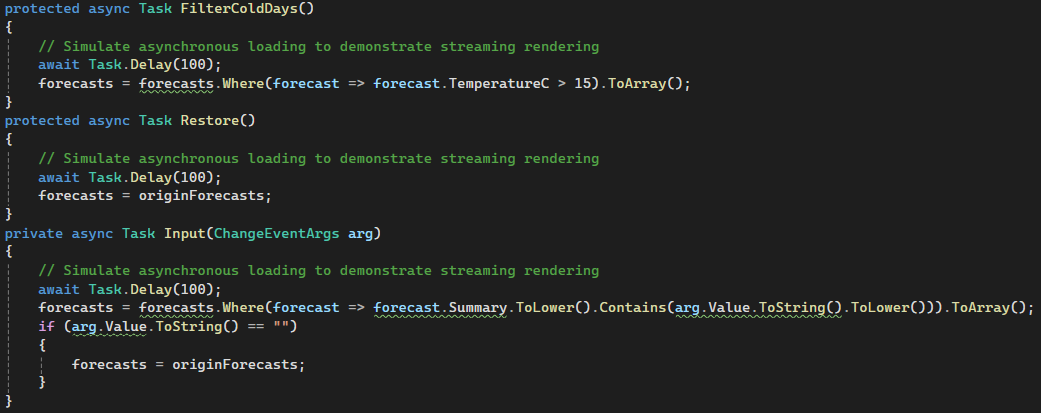 protected async Task FilterColdDays()
{
    // Simulate asynchronous loading to demonstrate streaming rendering
    await Task.Delay(100);
    forecasts = forecasts.Where(forecast => forecast.TemperatureC > 15).ToArray();
}
protected async Task Restore()
{
    // Simulate asynchronous loading to demonstrate streaming rendering
    await Task.Delay(100);
    forecasts = originForecasts;
}
private async Task Input(ChangeEventArgs arg)
{
    // Simulate asynchronous loading to demonstrate streaming rendering
    await Task.Delay(100);
    forecasts = forecasts.Where(forecast => forecast.Summary.ToLower().Contains(arg.Value.ToString().ToLower())).ToArray();
    if (arg.Value.ToString() == "")
    {
        forecasts = originForecasts;
    }
}